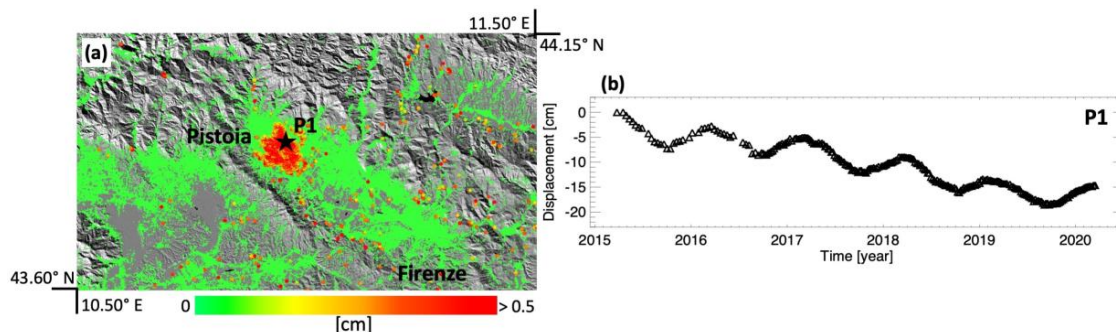 11.50° E
44.15° N
(a)
P1
Pistoia
Firenze
43.60° N
10.50° E
0
> 0.5
[cm]
(b)
P1
Displacement [cm]
0
-5
-10
-15
-20
2015
2016
2017
2018
2019
2020
Time [year]